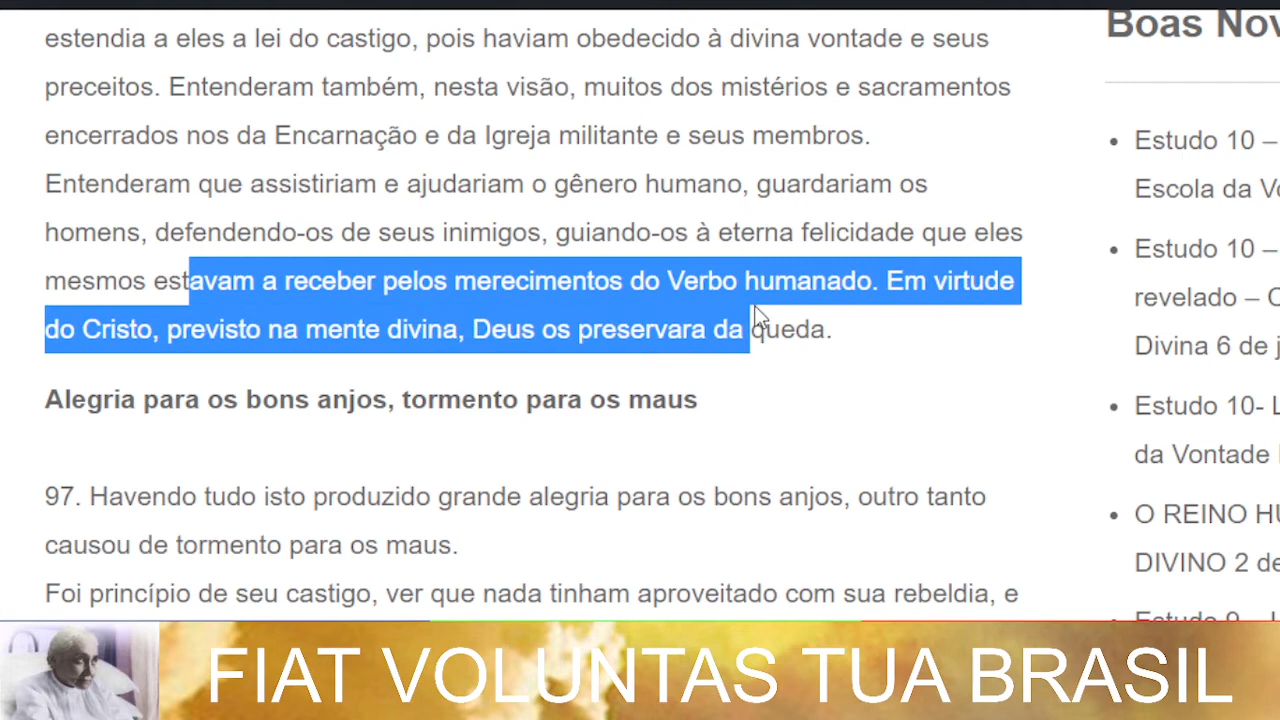 estendia a eles a lei do castigo, pois haviam obedecido à divina vontade e seus
preceitos. Entenderam também, nesta visão, muitos dos mistérios e sacramentos
encerrados nos da Encarnação e da Igreja militante e seus membros.
Entenderam que assistiriam e ajudariam o gênero humano, guardariam os
homens, defendendo-os de seus inimigos, guiando-os à eterna felicidade que eles
mesmos estavam a receber pelos merecimentos do Verbo humanado. Em virtude
do Cristo, previsto na mente divina, Deus os preservara da queda.
Alegria para os bons anjos, tormento para os maus
97. Havendo tudo isto produzido grande alegria para os bons anjos, outro tanto
causou de tormento para os maus.
Foi princípio de seu castigo, ver que nada tinham aproveitado com sua rebeldia, e
Boas Nov
Estudo 10 –
Escola da Vo
Estudo 10 –
revelado – C
Divina 6 de j
Estudo 10- L
da Vontade
O REINO HU
DIVINO 2 de
Estudo 9 –
FIAT VOLUNTAS TUA BRASIL